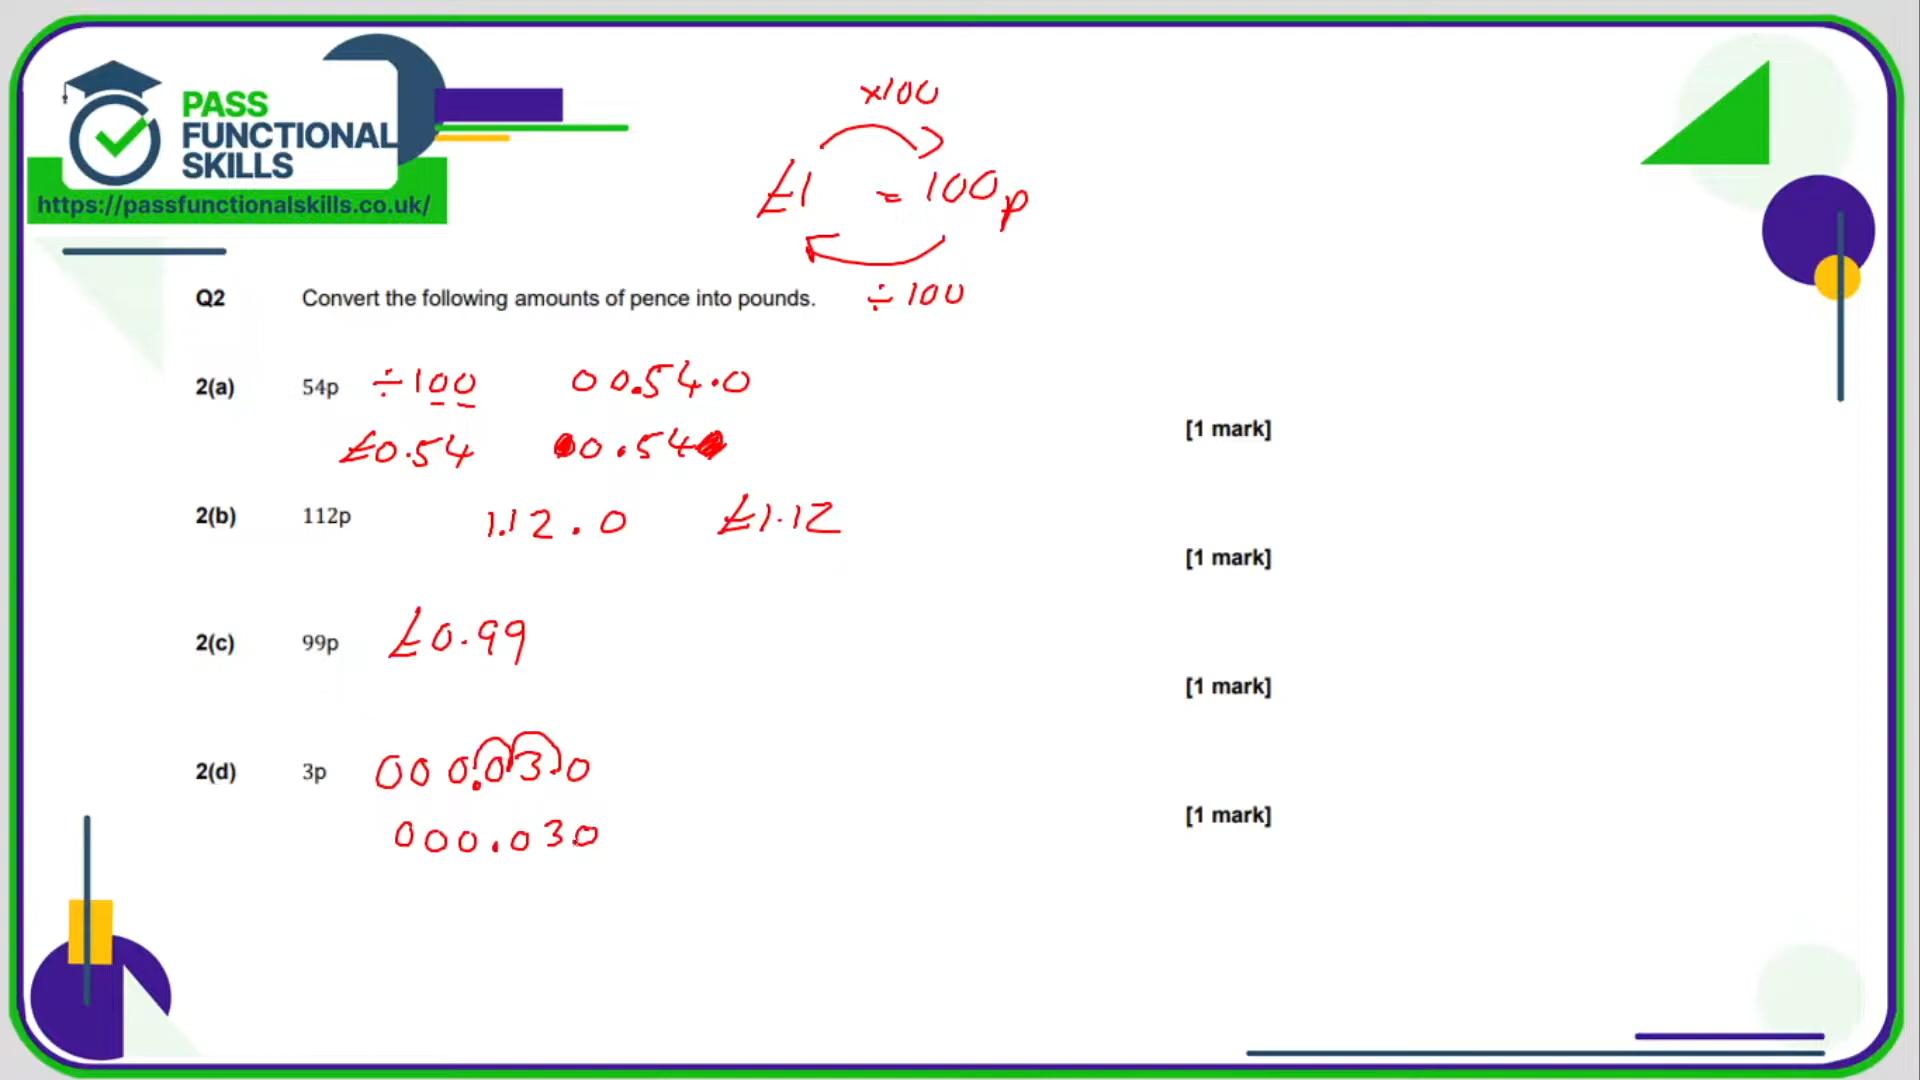 PASS
FUNCTIONAL
SKILLS
https://passfunctionalskills.co.uk/
×100
£1 = 100p
÷100
Q2 Convert the following amounts of pence into pounds.
2(a) 54p ÷100 00.54.0
[1 mark]
£0.54 0.54
2(b) 112p 1.12.0 £1.12
[1 mark]
2(c) 99p £0.99
[1 mark]
2(d) 3p 000.03.0
[1 mark]
000.030